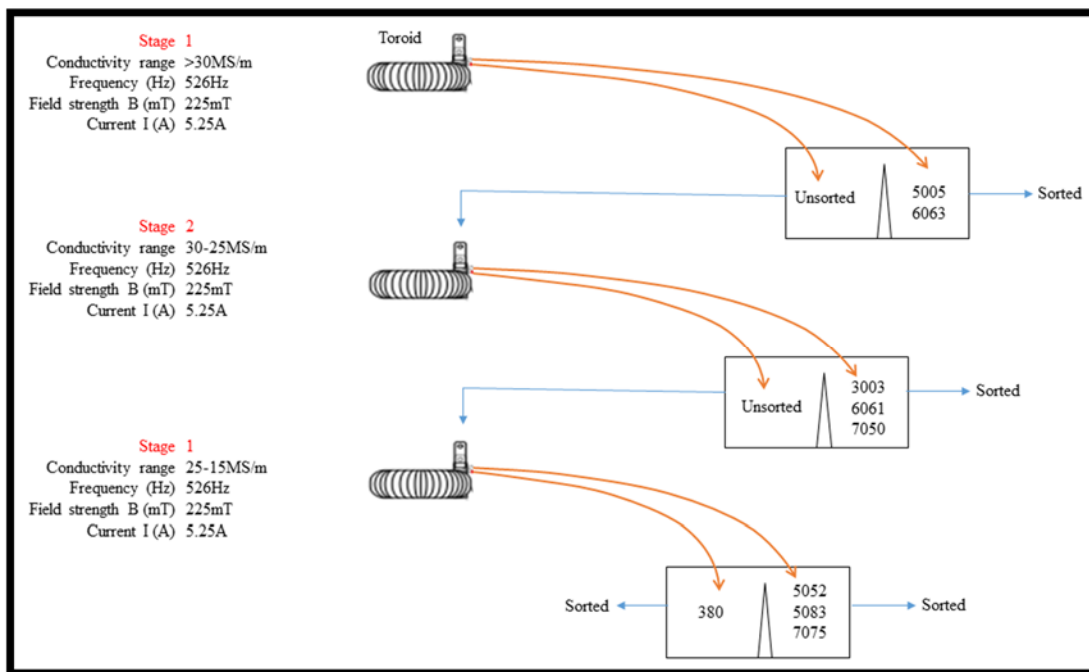 Stage 1
Conductivity range >30MS/m
Frequency (Hz) 526Hz
Field strength B (mT) 225mT
Current I (A) 5.25A
Toroid
Unsorted
5005
6063
Sorted
Stage 2
Conductivity range 30-25MS/m
Frequency (Hz) 526Hz
Field strength B (mT) 225mT
Current I (A) 5.25A
Unsorted
3003
6061
7050
Sorted
Stage 1
Conductivity range 25-15MS/m
Frequency (Hz) 526Hz
Field strength B (mT) 225mT
Current I (A) 5.25A
Sorted
380
5052
5083
7075
Sorted